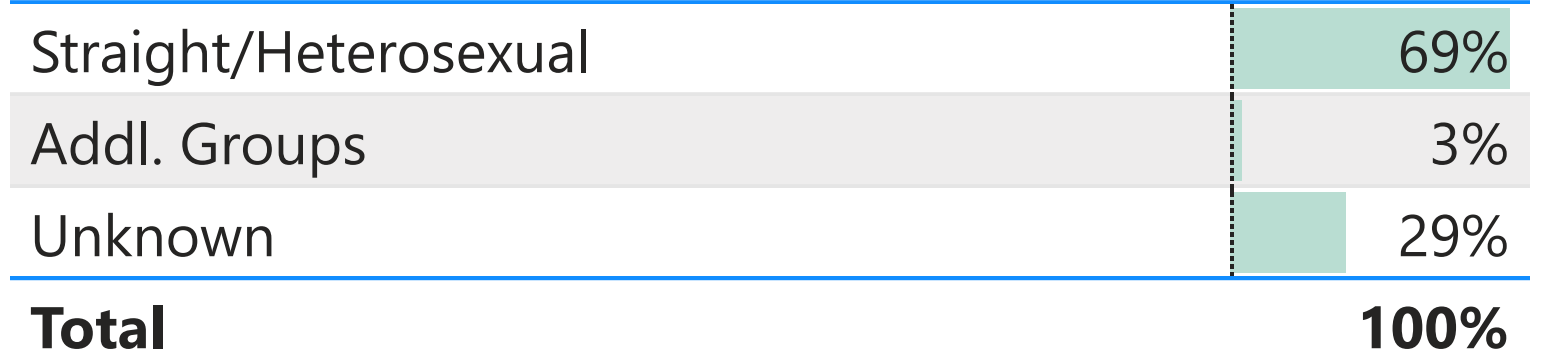 Straight/Heterosexual 69%
Addl. Groups 3%
Unknown 29%
Total 100%